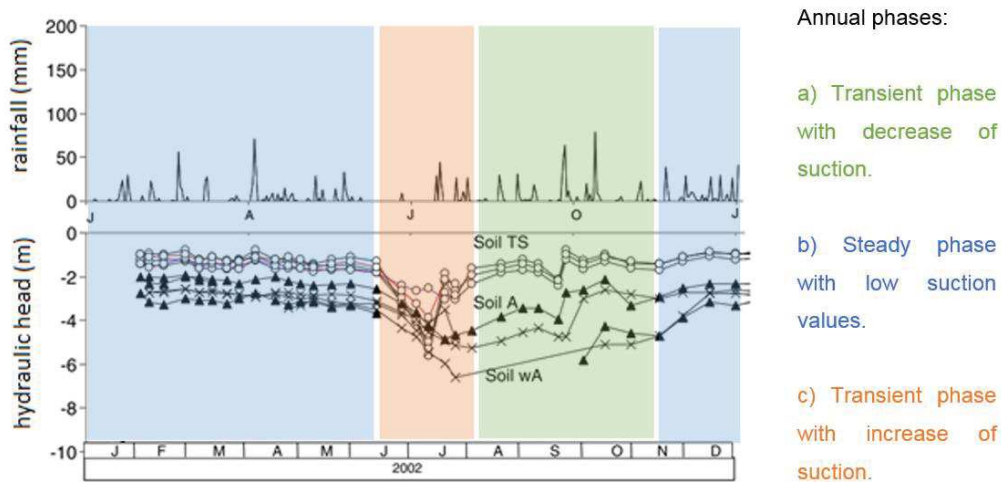 Annual phases:
a) Transient phase
with decrease of
suction.
b) Steady phase
with low suction
values.
c) Transient phase
with increase of
suction.
rainfall (mm)
200
150
100
50
0
J A J O J
hydraulic head (m)
0
-2
-4
-6
-8
-10
Soil TS
Soil A
Soil wA
J F M A M J J A S O N D
2002